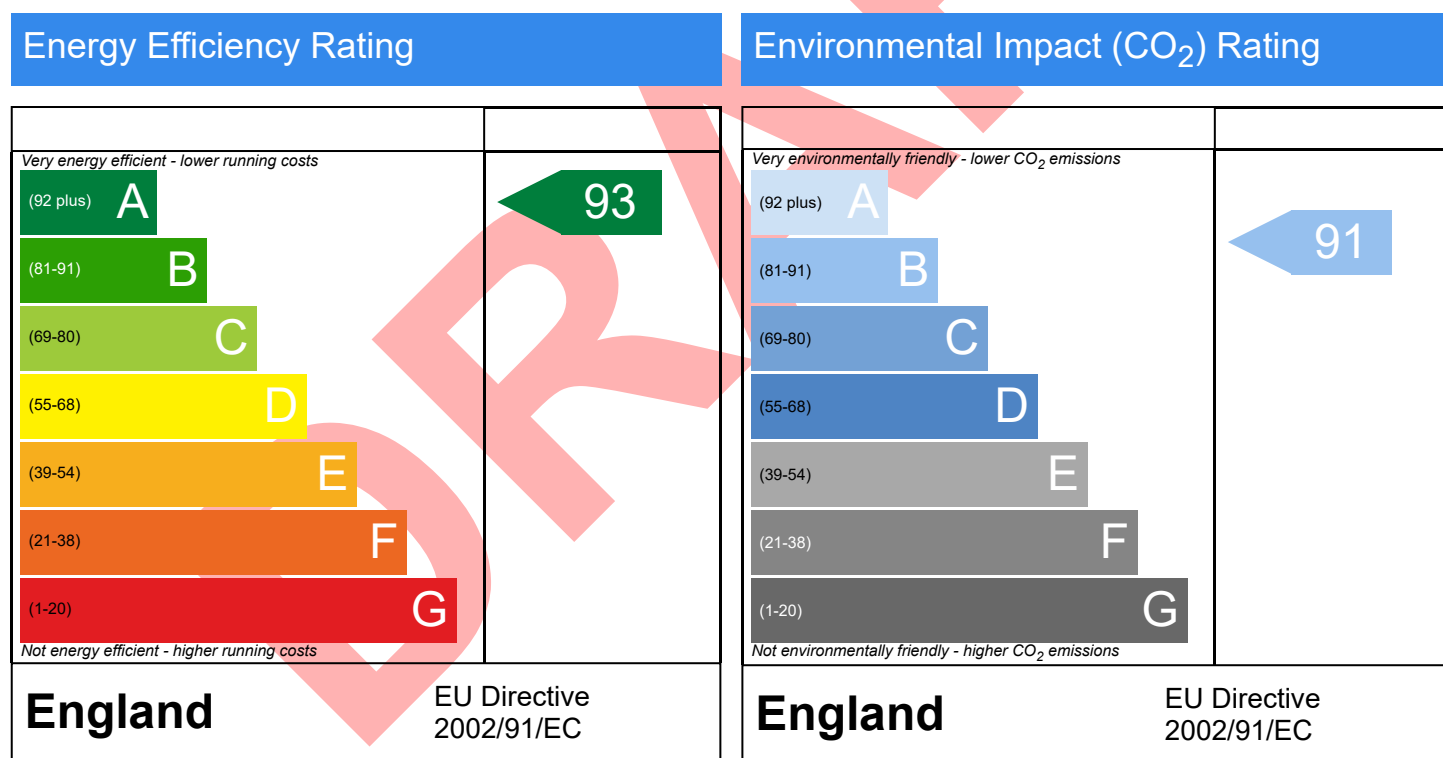 Energy Efficiency Rating
Very energy efficient - lower running costs
(92 plus) A
93
(81-91) B
(69-80) C
(55-68) D
(39-54) E
(21-38) F
(1-20) G
Not energy efficient - higher running costs
England
EU Directive
2002/91/EC
Environmental Impact (CO₂) Rating
Very environmentally friendly - lower CO₂ emissions
(92 plus) A
91
(81-91) B
(69-80) C
(55-68) D
(39-54) E
(21-38) F
(1-20) G
Not environmentally friendly - higher CO₂ emissions
England
EU Directive
2002/91/EC